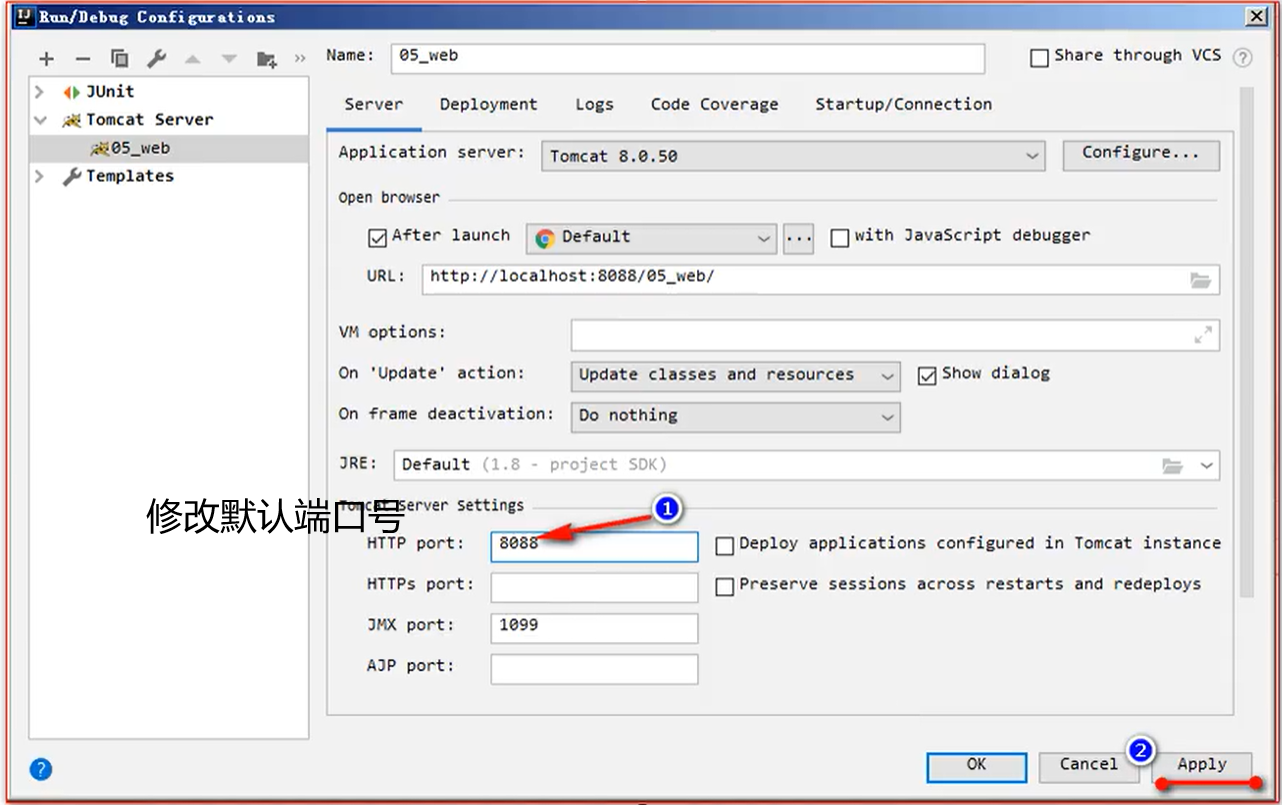 Run/Debug Configurations
Name: 05_web
Share through VCS ?
JUnit
Tomcat Server
05_web
Templates
Server Deployment Logs Code Coverage Startup/Connection
Application server: Tomcat 8.0.50 Configure...
Open browser
After launch Default ... with JavaScript debugger
URL: http://localhost:8088/05_web/
VM options:
On 'Update' action: Update classes and resources Show dialog
On frame deactivation: Do nothing
JRE: Default (1.8 - project SDK)
Tomcat Server Settings
修改默认端口号
1
HTTP port: 8088 Deploy applications configured in Tomcat instance
HTTPs port: Preserve sessions across restarts and redeploys
JMX port: 1099
AJP port:
2
? OK Cancel Apply